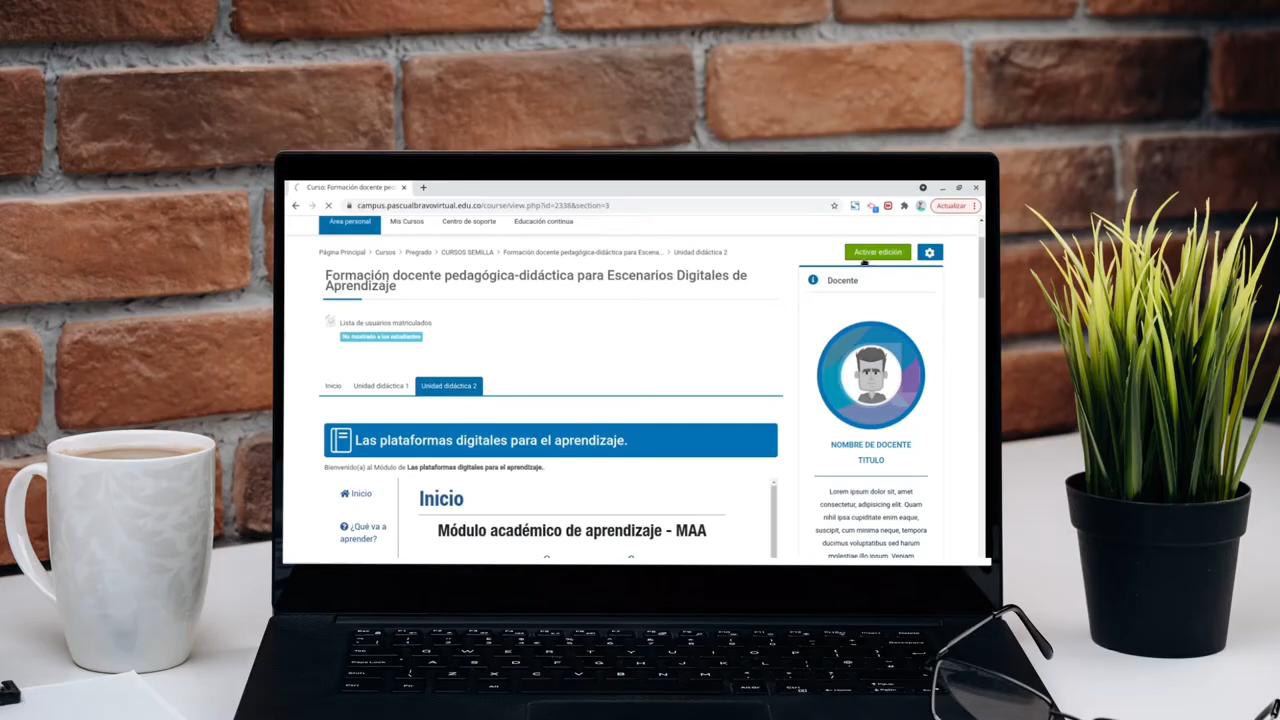 Curso: Formación docente pe
campus.pascualbravovirtual.edu.co/course/view.php?id=2338&section=3
Actualizar
Área personal
Mis Cursos
Centro de soporte
Educación continua
Página Principal > Cursos > Pregrado > CURSOS SEMILLA > Formación docente pedagógica-didáctica para Escena... > Unidad didáctica 2
Activar edición
Formación docente pedagógica-didáctica para Escenarios Digitales de
Aprendizaje
Docente
Lista de usuarios matriculados
No mostrado a los estudiantes
Inicio
Unidad didáctica 1
Unidad didáctica 2
Las plataformas digitales para el aprendizaje.
Bienvenido(a) al Módulo de Las plataformas digitales para el aprendizaje.
Inicio
¿Qué va a
aprender?
Inicio
Módulo académico de aprendizaje - MAA
NOMBRE DE DOCENTE
TITULO
Lorem ipsum dolor sit, amet
consectetur, adipisicing elit. Quam
nihil ipsa cupiditate enim eaque,
suscipit, cum minima neque, tempora
ducimus voluptatibus sed harum
molestiae illo ipsum. Veniam